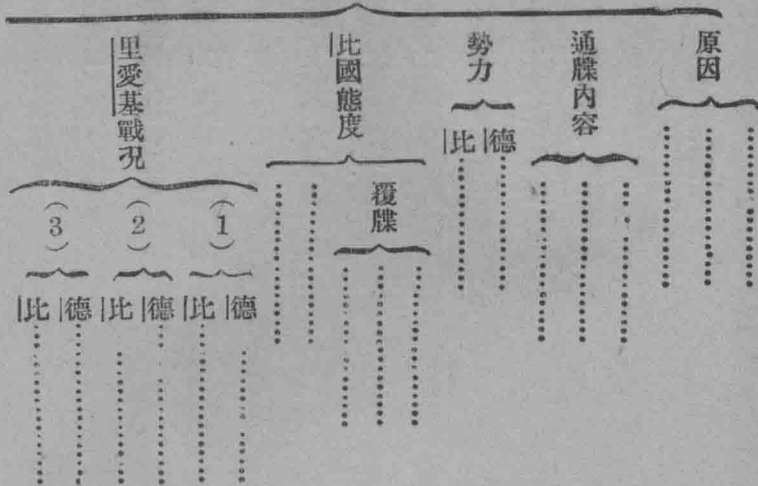 原因
通牒內容
勢力
德
比
比國態度
覆牒
里愛基戰況
(1)
德
比
(2)
德
比
(3)
德
比